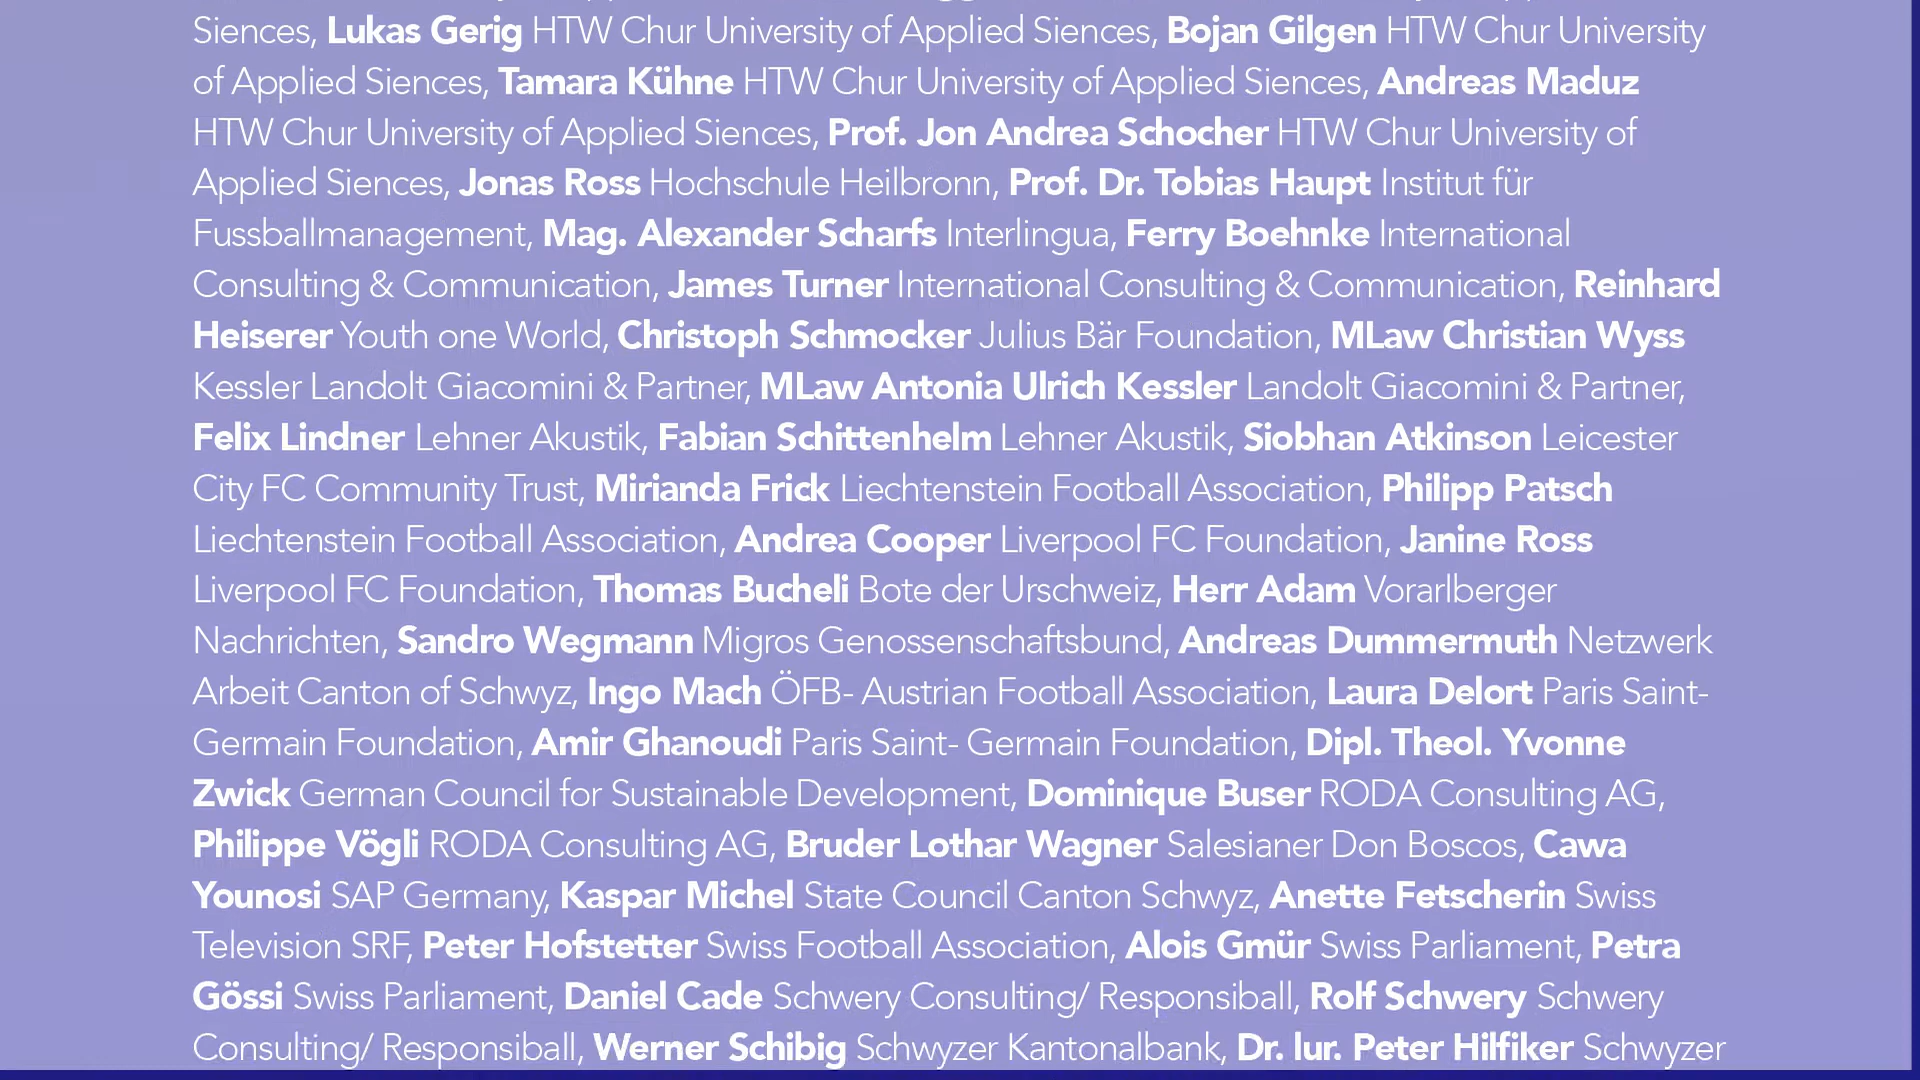 Siences, Lukas Gerig HTW Chur University of Applied Siences, Bojan Gilgen HTW Chur University
of Applied Siences, Tamara Kühne HTW Chur University of Applied Siences, Andreas Maduz
HTW Chur University of Applied Siences, Prof. Jon Andrea Schocher HTW Chur University of
Applied Siences, Jonas Ross Hochschule Heilbronn, Prof. Dr. Tobias Haupt Institut für
Fussballmanagement, Mag. Alexander Scharfs Interlingua, Ferry Boehnke International
Consulting & Communication, James Turner International Consulting & Communication, Reinhard
Heiserer Youth one World, Christoph Schmocker Julius Bär Foundation, MLaw Christian Wyss
Kessler Landolt Giacomini & Partner, MLaw Antonia Ulrich Kessler Landolt Giacomini & Partner,
Felix Lindner Lehner Akustik, Fabian Schittenhelm Lehner Akustik, Siobhan Atkinson Leicester
City FC Community Trust, Mirianda Frick Liechtenstein Football Association, Philipp Patsch
Liechtenstein Football Association, Andrea Cooper Liverpool FC Foundation, Janine Ross
Liverpool FC Foundation, Thomas Bucheli Bote der Urschweiz, Herr Adam Vorarlberger
Nachrichten, Sandro Wegmann Migros Genossenschaftsbund, Andreas Dummermuth Netzwerk
Arbeit Canton of Schwyz, Ingo Mach ÖFB- Austrian Football Association, Laura Delort Paris Saint-
Germain Foundation, Amir Ghanoudi Paris Saint- Germain Foundation, Dipl. Theol. Yvonne
Zwick German Council for Sustainable Development, Dominique Buser RODA Consulting AG,
Philippe Vögli RODA Consulting AG, Bruder Lothar Wagner Salesianer Don Boscos, Cawa
Younosi SAP Germany, Kaspar Michel State Council Canton Schwyz, Anette Fetscherin Swiss
Television SRF, Peter Hofstetter Swiss Football Association, Alois Gmür Swiss Parliament, Petra
Gössi Swiss Parliament, Daniel Cade Schwery Consulting/ Responsiball, Rolf Schwery Schwery
Consulting/ Responsiball, Werner Schibig Schwyzer Kantonalbank, Dr. lur. Peter Hilfiker Schwyzer